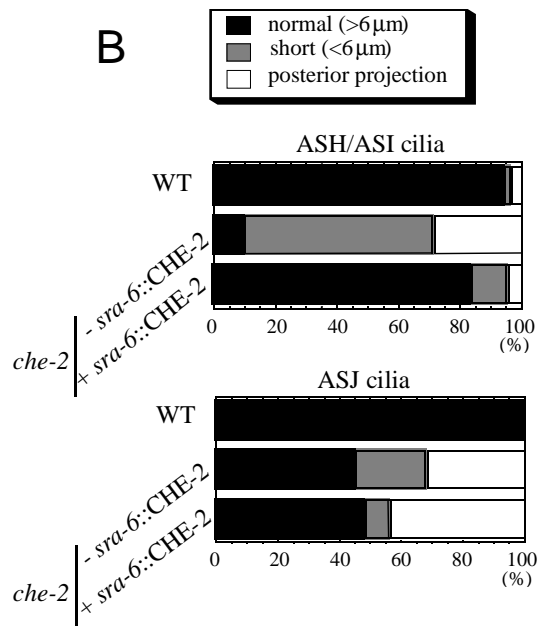 B
normal (>6μm)
short (<6μm)
posterior projection
ASH/ASI cilia
WT
- sra-6::CHE-2
+ sra-6::CHE-2
che-2
0 20 40 60 80 100
(%)
ASJ cilia
WT
- sra-6::CHE-2
+ sra-6::CHE-2
che-2
0 20 40 60 80 100
(%)